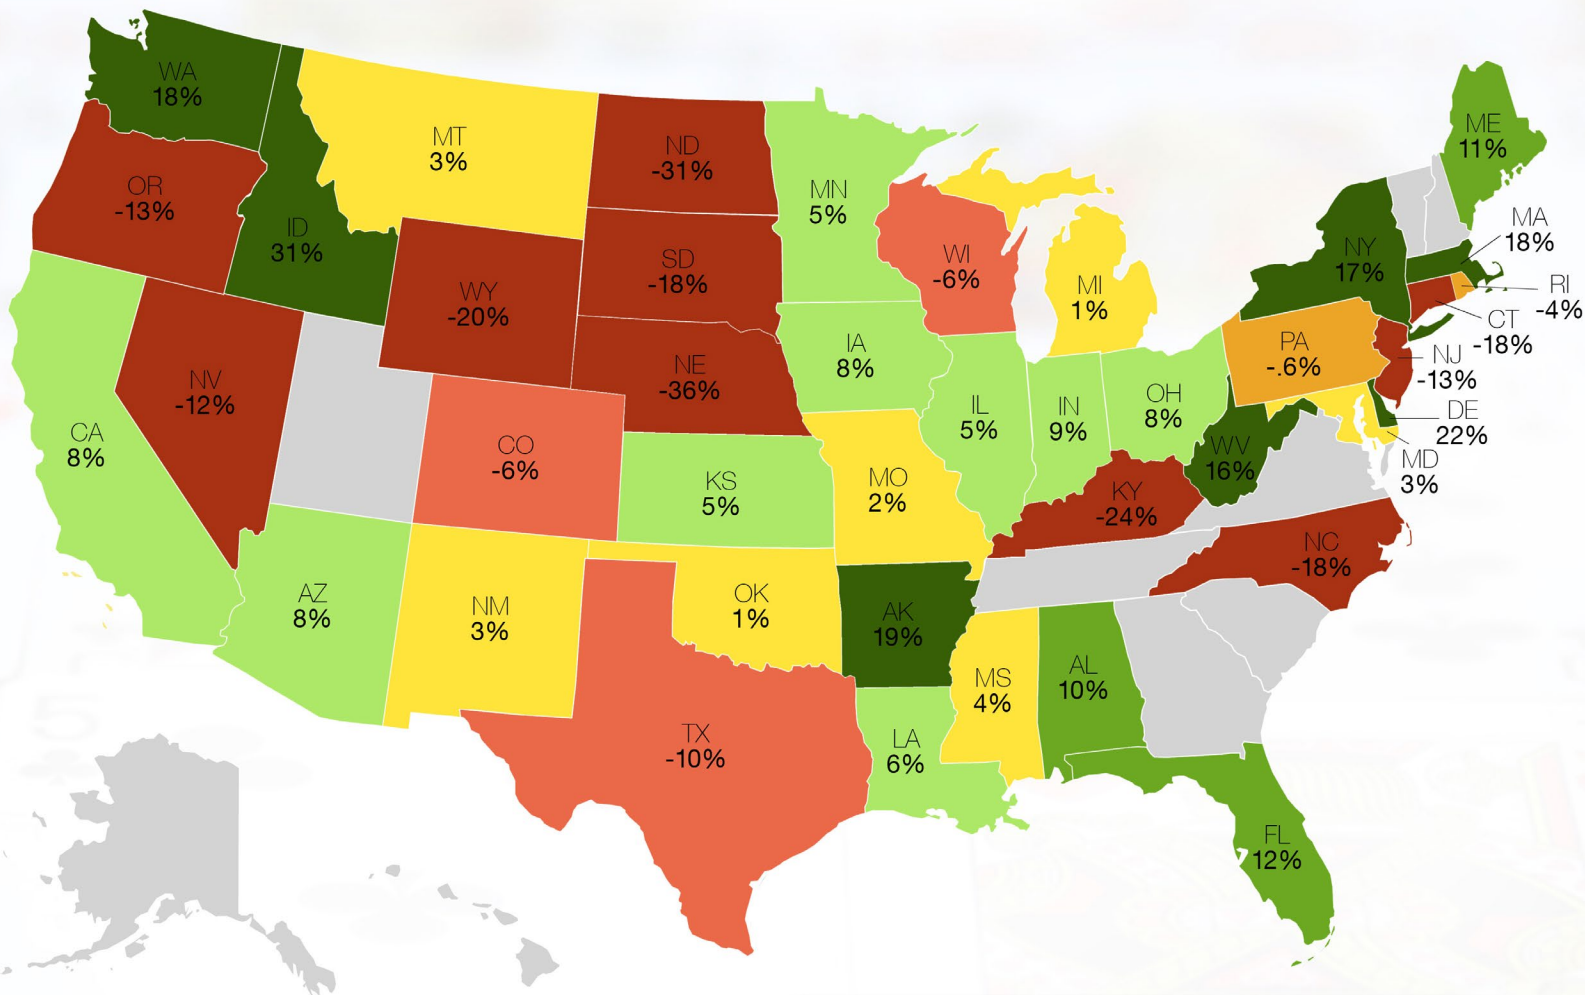 WA
18%
MT
3%
ND
-31%
ME
11%
OR
-13%
ID
31%
MN
5%
MA
18%
NY
17%
WY
-20%
SD
-18%
WI
-6%
MI
1%
RI
-4%
CT
-18%
NV
-12%
NE
-36%
IA
8%
PA
-.6%
NJ
-13%
CA
8%
CO
-6%
KS
5%
MO
2%
IL
5%
IN
9%
OH
8%
WV
16%
DE
22%
MD
3%
KY
-24%
NC
-18%
AZ
8%
NM
3%
OK
1%
AK
19%
MS
4%
AL
10%
TX
-10%
LA
6%
FL
12%
5